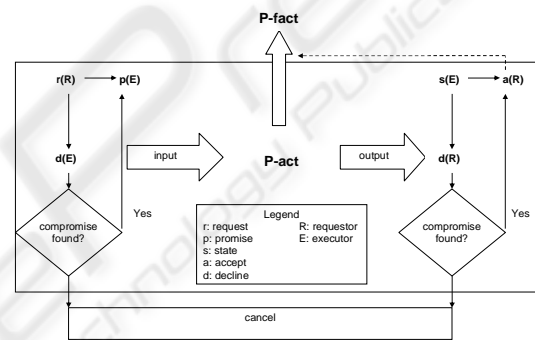 P-fact
r(R) p(E) s(E) a(R)
d(E) input P-act output d(R)
compromise
found?
Yes
Legend
r: request R: requestor
p: promise E: executor
s: state
a: accept
d: decline
compromise
found?
Yes
cancel